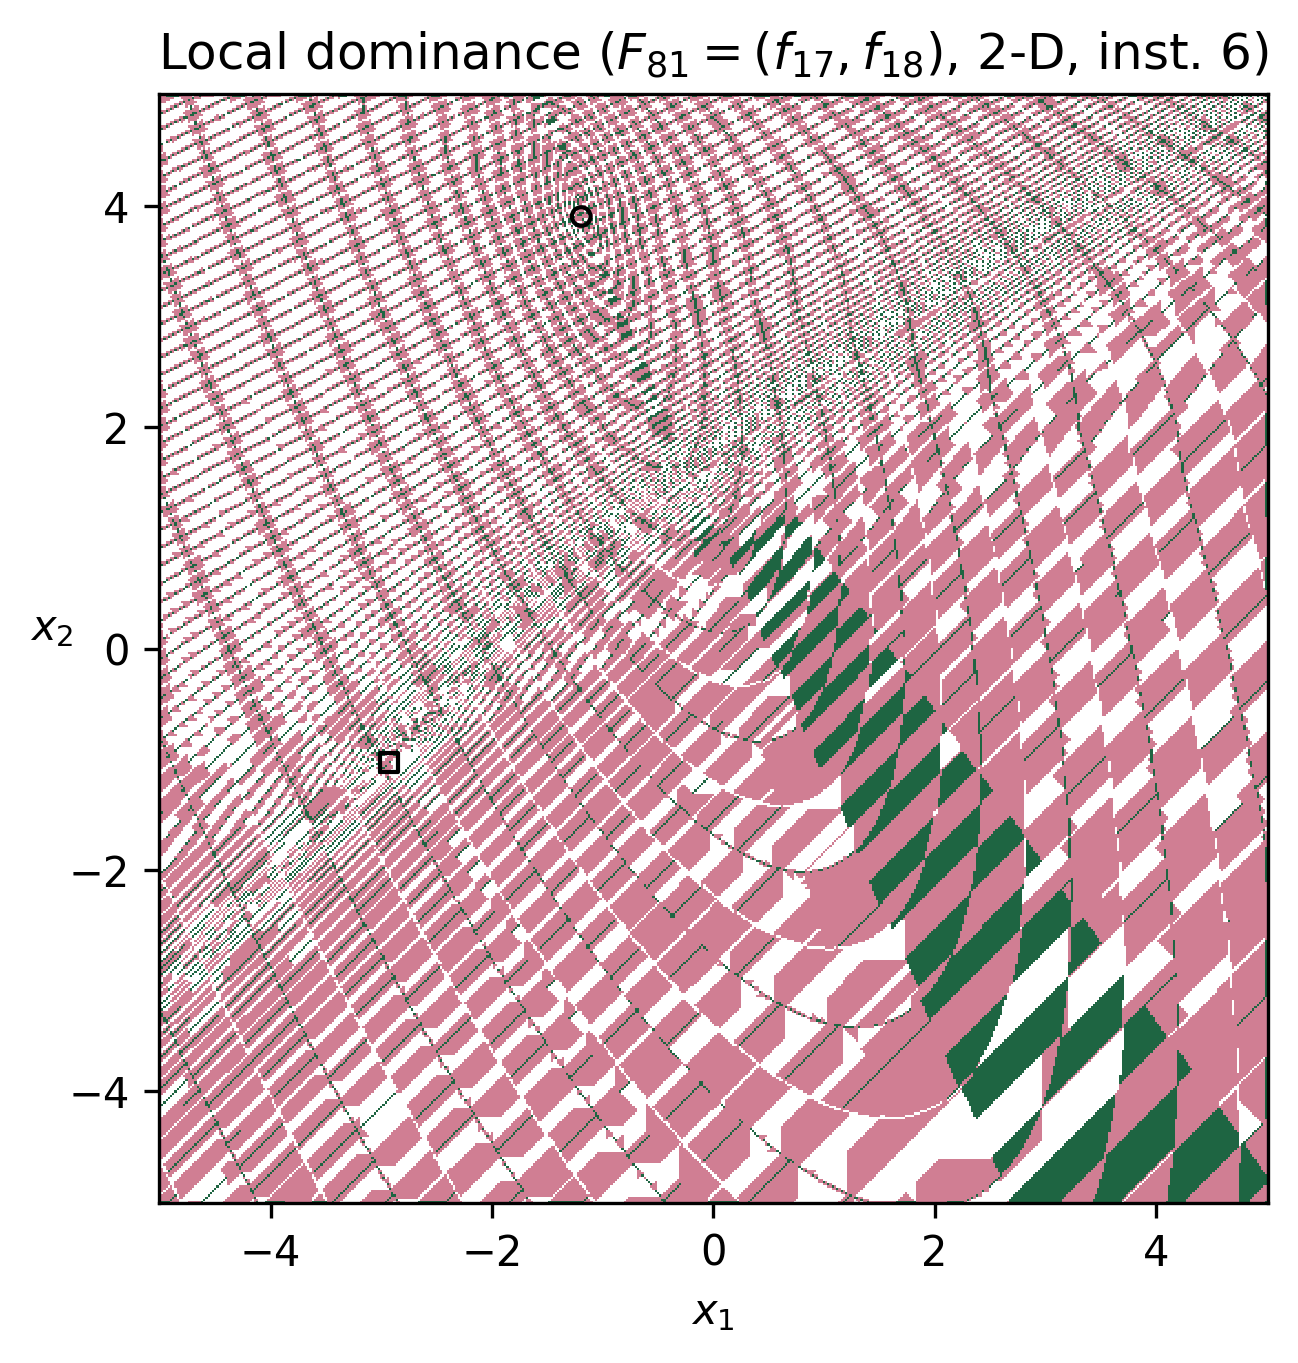 Local dominance (F₈₁ = (f₁₇, f₁₈), 2-D, inst. 6)
4
2
x₂
0
−2
−4
−4 −2 0 2 4
x₁